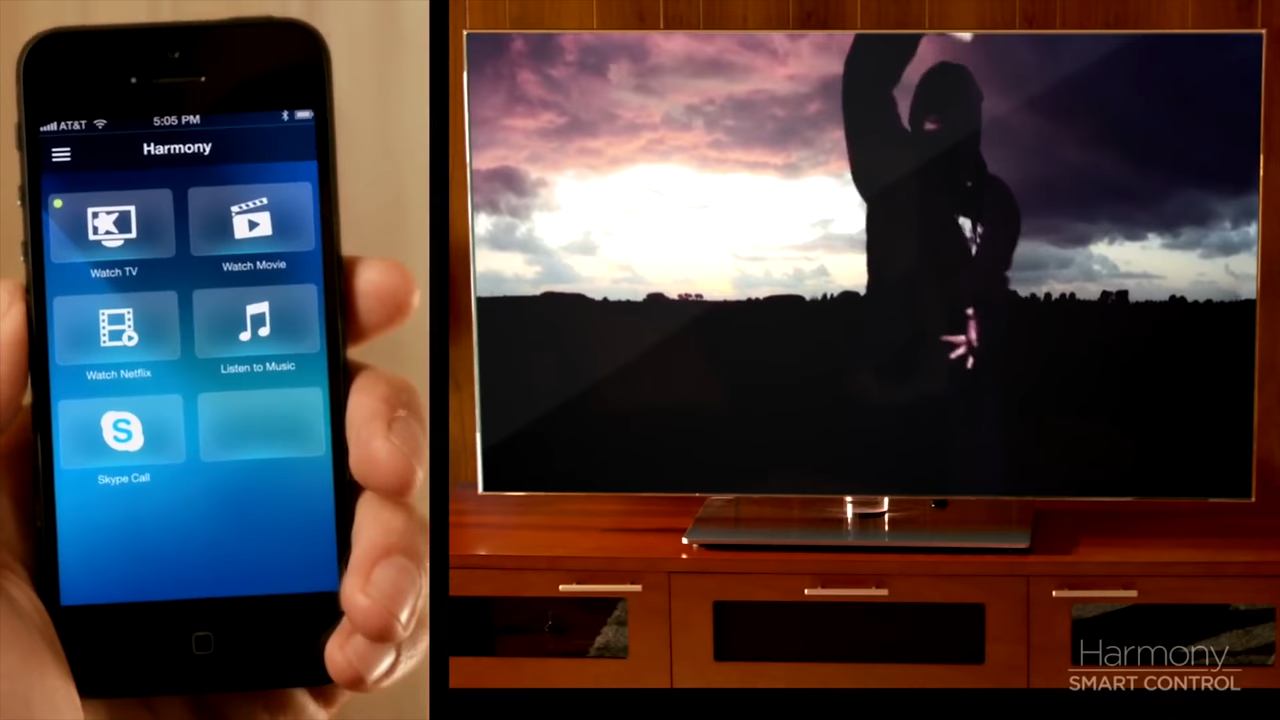 AT&T 5:05 PM
Harmony
Watch TV Watch Movie
Watch Netflix Listen to Music
S
Skype Call
Harmony
SMART CONTROL